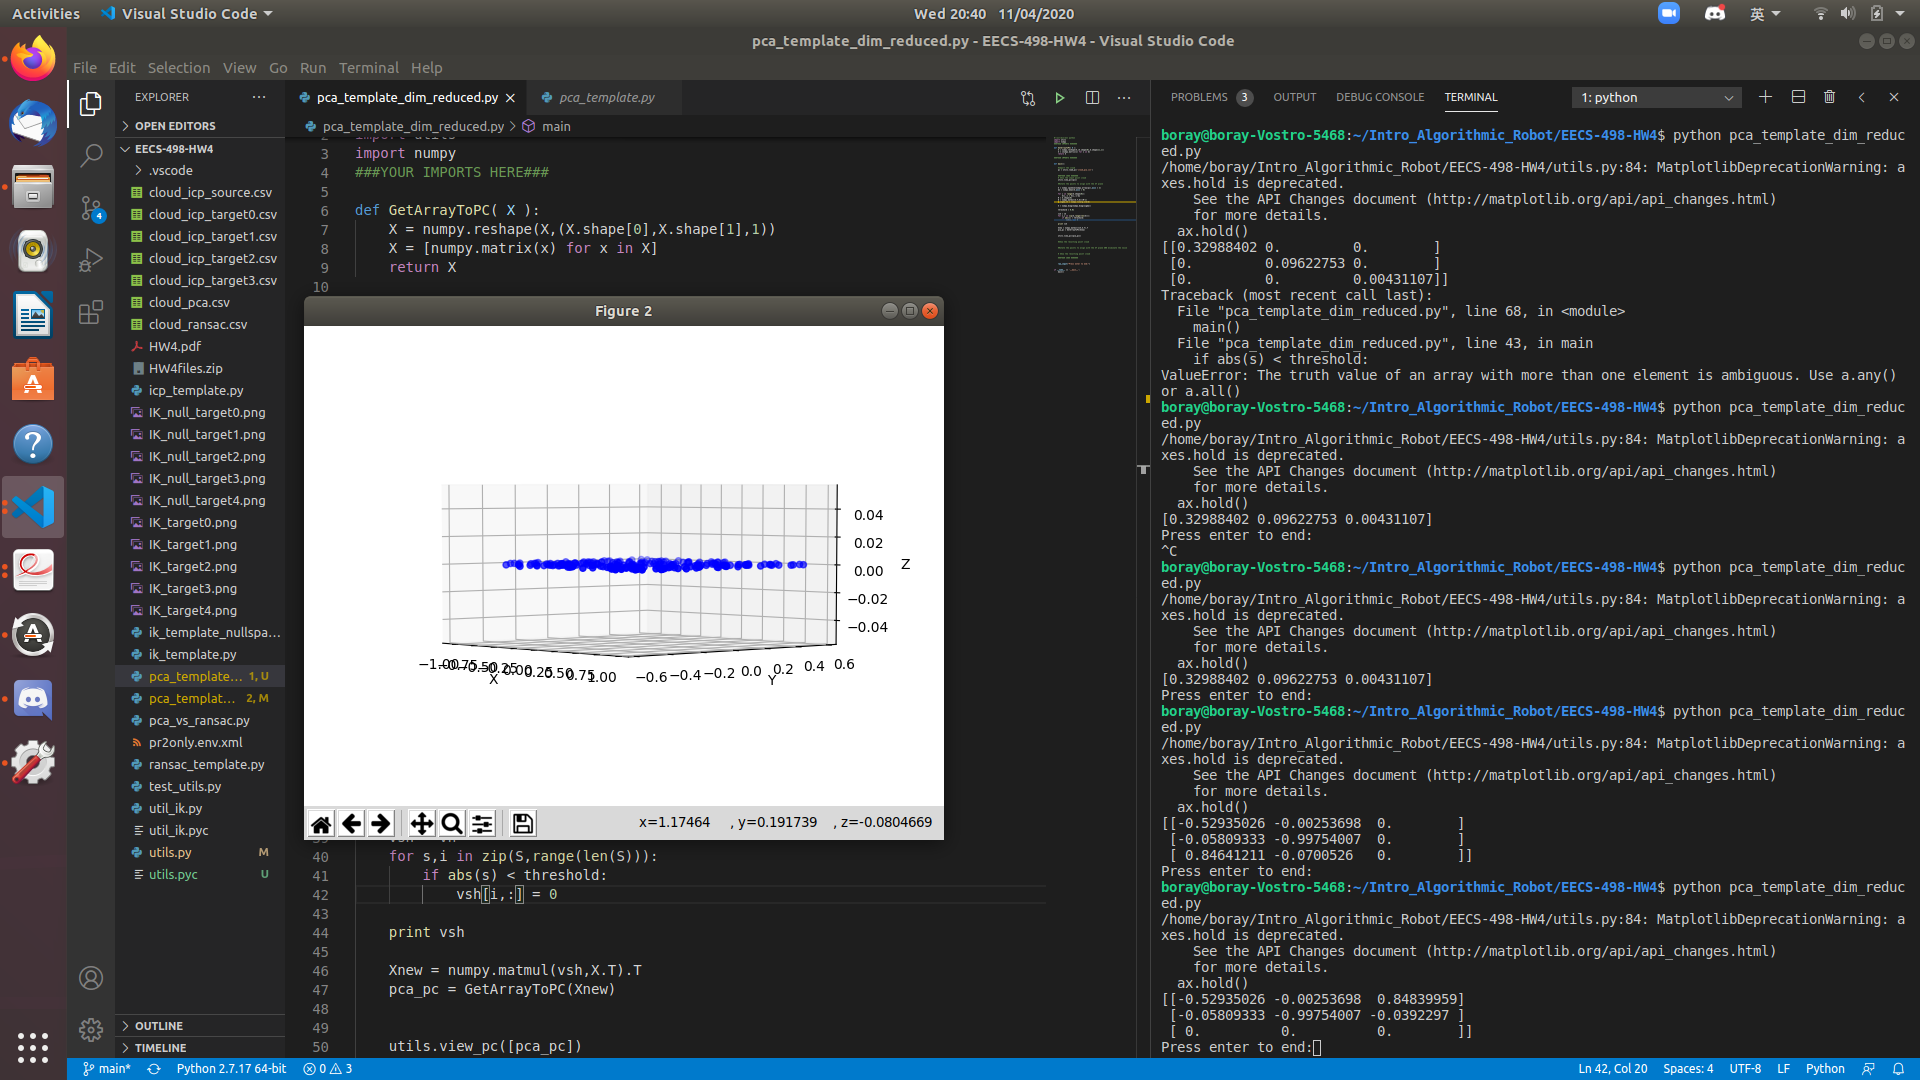 Activities
Visual Studio Code
Wed 20:40 11/04/2020
英
pca_template_dim_reduced.py - EECS-498-HW4 - Visual Studio Code
File Edit Selection View Go Run Terminal Help
EXPLORER
OPEN EDITORS
EECS-498-HW4
.vscode
cloud_icp_source.csv
cloud_icp_target0.csv
cloud_icp_target1.csv
cloud_icp_target2.csv
cloud_icp_target3.csv
cloud_pca.csv
cloud_ransac.csv
HW4.pdf
HW4files.zip
icp_template.py
IK_null_target0.png
IK_null_target1.png
IK_null_target2.png
IK_null_target3.png
IK_null_target4.png
IK_target0.png
IK_target1.png
IK_target2.png
IK_target3.png
IK_target4.png
ik_template_nullspa...
ik_template.py
pca_template... 1, U
pca_templat... 2, M
pca_vs_ransac.py
pr2only.env.xml
ransac_template.py
test_utils.py
util_ik.py
util_ik.pyc
utils.py M
utils.pyc U
OUTLINE
TIMELINE
4
pca_template_dim_reduced.py
pca_template.py
pca_template_dim_reduced.py > main
2 import utils
3 import numpy
4 ###YOUR IMPORTS HERE###
5
6 def GetArrayToPC( X ):
7 X = numpy.reshape(X,(X.shape[0],X.shape[1],1))
8 X = [numpy.matrix(x) for x in X]
9 return X
10
Figure 2
0.04
0.02
0.00
−0.02
−0.04
Z
−1.00 −0.75 −0.50 −0.25 0.00 0.25 0.50 0.75 1.00
X
−0.6 −0.4 −0.2 0.0 0.2 0.4 0.6
Y
x=1.17464 , y=0.191739 , z=-0.0804669
40 for s,i in zip(S,range(len(S))):
41 if abs(s) < threshold:
42 vsh[i,:] = 0
43
44 print vsh
45
46 Xnew = numpy.matmul(vsh,X.T).T
47 pca_pc = GetArrayToPC(Xnew)
48
49
50 utils.view_pc([pca_pc])
PROBLEMS 3 OUTPUT DEBUG CONSOLE TERMINAL
1: python
boray@boray-Vostro-5468:~/Intro_Algorithmic_Robot/EECS-498-HW4$ python pca_template_dim_reduc
ed.py
/home/boray/Intro_Algorithmic_Robot/EECS-498-HW4/utils.py:84: MatplotlibDeprecationWarning: a
xes.hold is deprecated.
See the API Changes document (http://matplotlib.org/api/api_changes.html)
for more details.
ax.hold()
[[0.32988402 0. 0. ]
[0. 0.09622753 0. ]
[0. 0. 0.00431107]]
Traceback (most recent call last):
File "pca_template_dim_reduced.py", line 68, in <module>
main()
File "pca_template_dim_reduced.py", line 43, in main
if abs(s) < threshold:
ValueError: The truth value of an array with more than one element is ambiguous. Use a.any()
or a.all()
boray@boray-Vostro-5468:~/Intro_Algorithmic_Robot/EECS-498-HW4$ python pca_template_dim_reduc
ed.py
/home/boray/Intro_Algorithmic_Robot/EECS-498-HW4/utils.py:84: MatplotlibDeprecationWarning: a
xes.hold is deprecated.
See the API Changes document (http://matplotlib.org/api/api_changes.html)
for more details.
ax.hold()
[0.32988402 0.09622753 0.00431107]
Press enter to end:
^C
boray@boray-Vostro-5468:~/Intro_Algorithmic_Robot/EECS-498-HW4$ python pca_template_dim_reduc
ed.py
/home/boray/Intro_Algorithmic_Robot/EECS-498-HW4/utils.py:84: MatplotlibDeprecationWarning: a
xes.hold is deprecated.
See the API Changes document (http://matplotlib.org/api/api_changes.html)
for more details.
ax.hold()
[0.32988402 0.09622753 0.00431107]
Press enter to end:
boray@boray-Vostro-5468:~/Intro_Algorithmic_Robot/EECS-498-HW4$ python pca_template_dim_reduc
ed.py
/home/boray/Intro_Algorithmic_Robot/EECS-498-HW4/utils.py:84: MatplotlibDeprecationWarning: a
xes.hold is deprecated.
See the API Changes document (http://matplotlib.org/api/api_changes.html)
for more details.
ax.hold()
[[-0.52935026 -0.00253698 0. ]
[-0.05809333 -0.99754007 0. ]
[ 0.84641211 -0.0700526 0. ]]
Press enter to end:
boray@boray-Vostro-5468:~/Intro_Algorithmic_Robot/EECS-498-HW4$ python pca_template_dim_reduc
ed.py
/home/boray/Intro_Algorithmic_Robot/EECS-498-HW4/utils.py:84: MatplotlibDeprecationWarning: a
xes.hold is deprecated.
See the API Changes document (http://matplotlib.org/api/api_changes.html)
for more details.
ax.hold()
[[-0.52935026 -0.00253698 0.84839959]
[-0.05809333 -0.99754007 -0.0392297 ]
[ 0. 0. 0. ]]
Press enter to end:
main* Python 2.7.17 64-bit 0 3
Ln 42, Col 20 Spaces: 4 UTF-8 LF Python